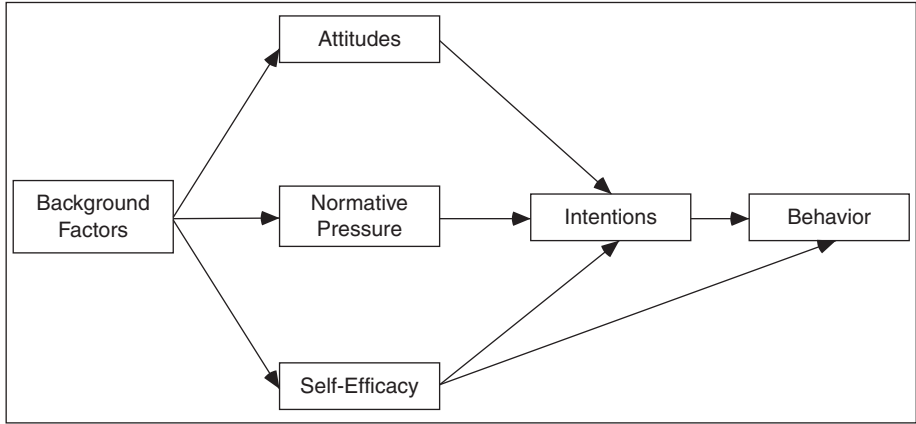 Attitudes
Background
Factors
Normative
Pressure
Intentions
Behavior
Self-Efficacy